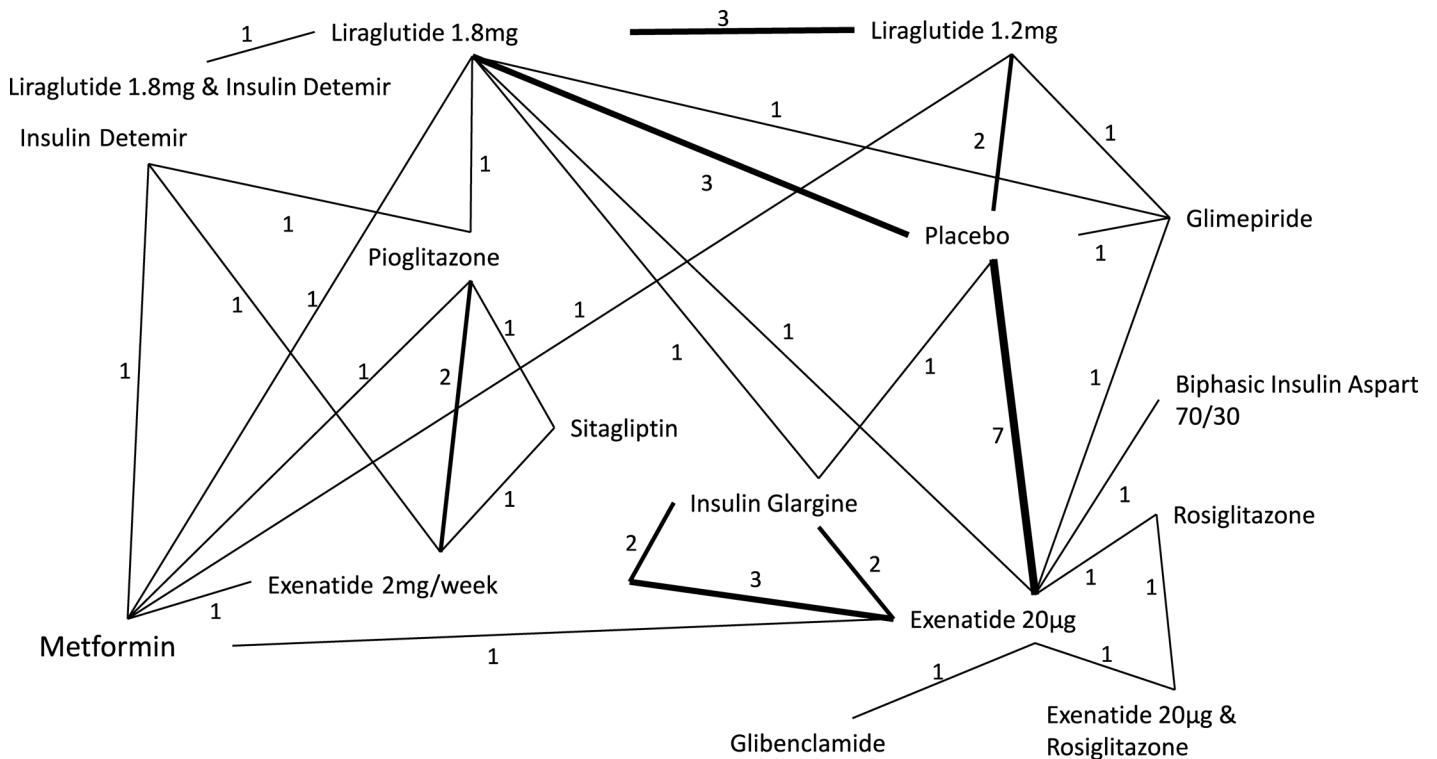 3
1
Liraglutide 1.8mg
Liraglutide 1.2mg
Liraglutide 1.8mg & Insulin Detemir
1
Insulin Detemir
2
1
1
3
Glimepiride
1
Placebo
1
Pioglitazone
1
1
1
1
1
1
1
1
1
2
1
Biphasic Insulin Aspart
70/30
Sitagliptin
7
1
1
Insulin Glargine
Rosiglitazone
2
2
3
1
1
Exenatide 2mg/week
1
Exenatide 20µg
Metformin
1
1
1
Exenatide 20µg &
Rosiglitazone
Glibenclamide